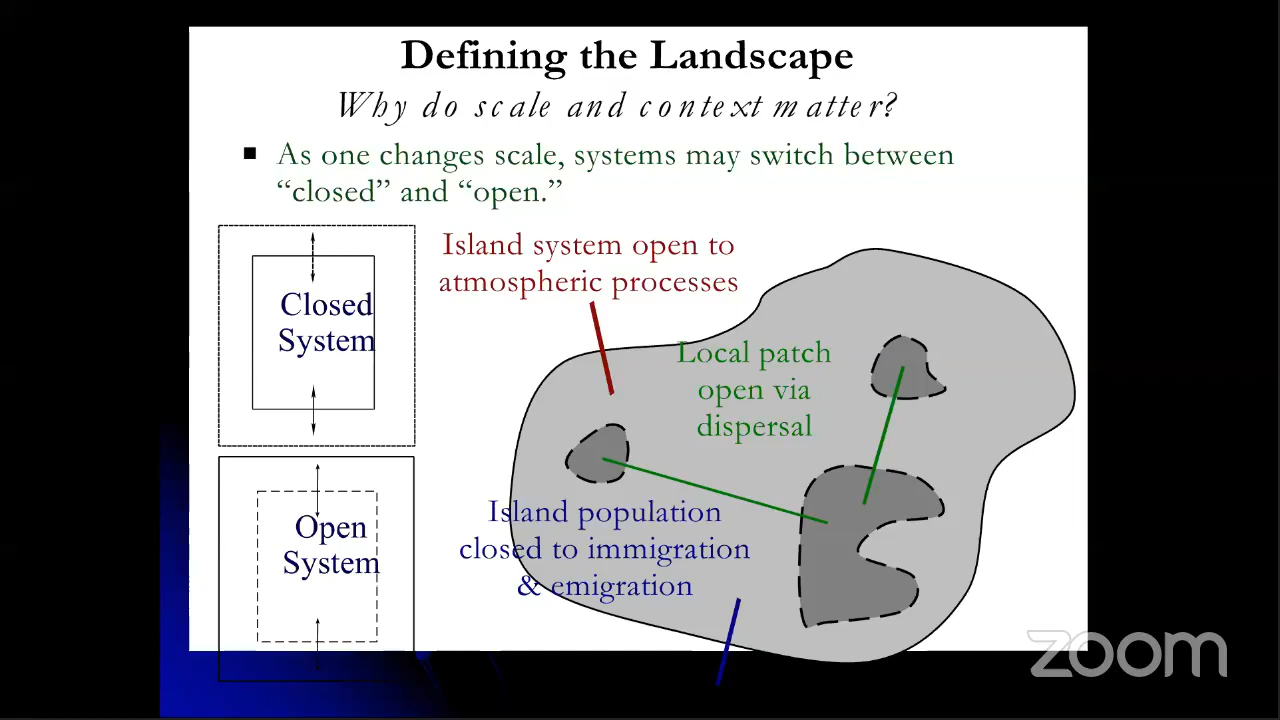 Defining the Landscape
Why do scale and context matter?
As one changes scale, systems may switch between
“closed” and “open.”
Closed
System
Open
System
Island system open to
atmospheric processes
Local patch
open via
dispersal
Island population
closed to immigration
& emigration
zoom